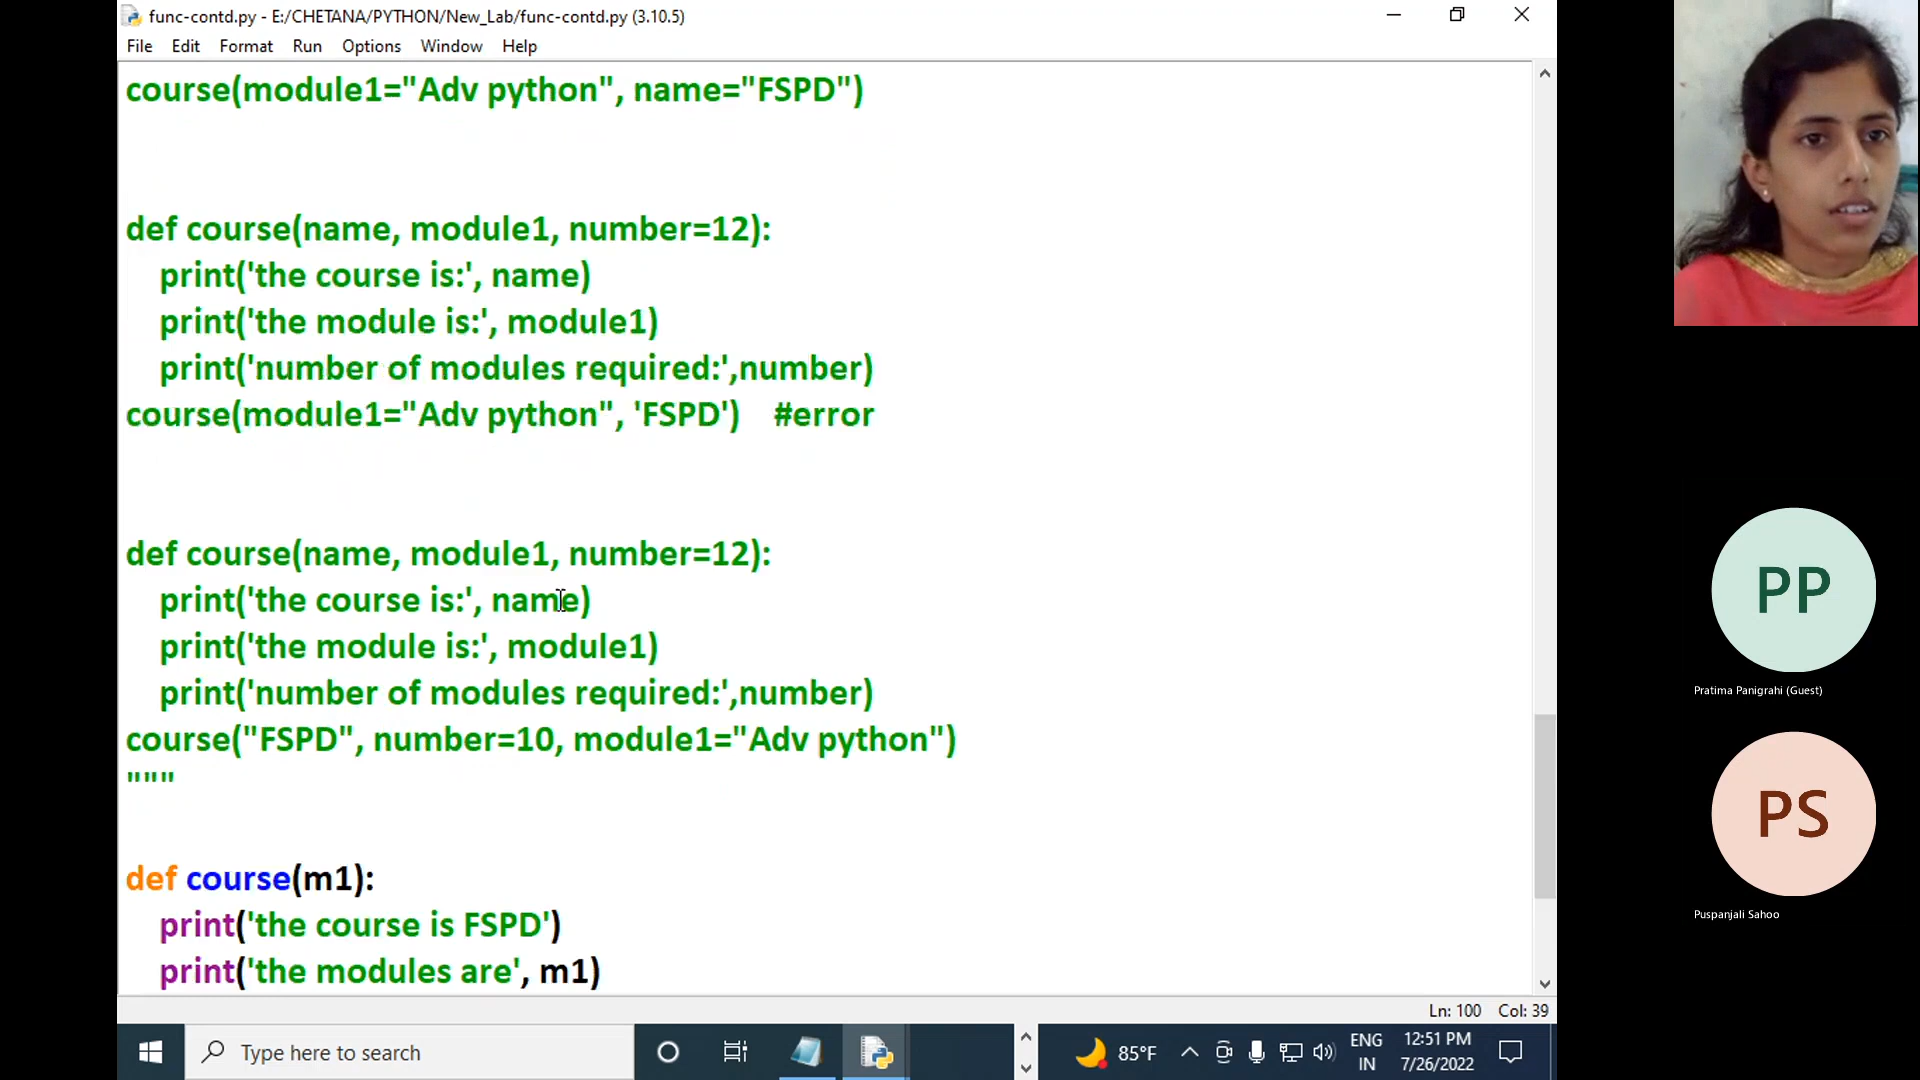 func-contd.py - E:/CHETANA/PYTHON/New_Lab/func-contd.py (3.10.5)
File Edit Format Run Options Window Help
course(module1="Adv python", name="FSPD")
def course(name, module1, number=12):
    print('the course is:', name)
    print('the module is:', module1)
    print('number of modules required:',number)
course(module1="Adv python", 'FSPD')    #error
def course(name, module1, number=12):
    print('the course is:', name)
    print('the module is:', module1)
    print('number of modules required:',number)
course("FSPD", number=10, module1="Adv python")
"""
def course(m1):
    print('the course is FSPD')
    print('the modules are', m1)
Ln: 100 Col: 39
Type here to search
85°F
ENG
IN
12:51 PM
7/26/2022
PP
Pratima Panigrahi (Guest)
PS
Puspanjali Sahoo